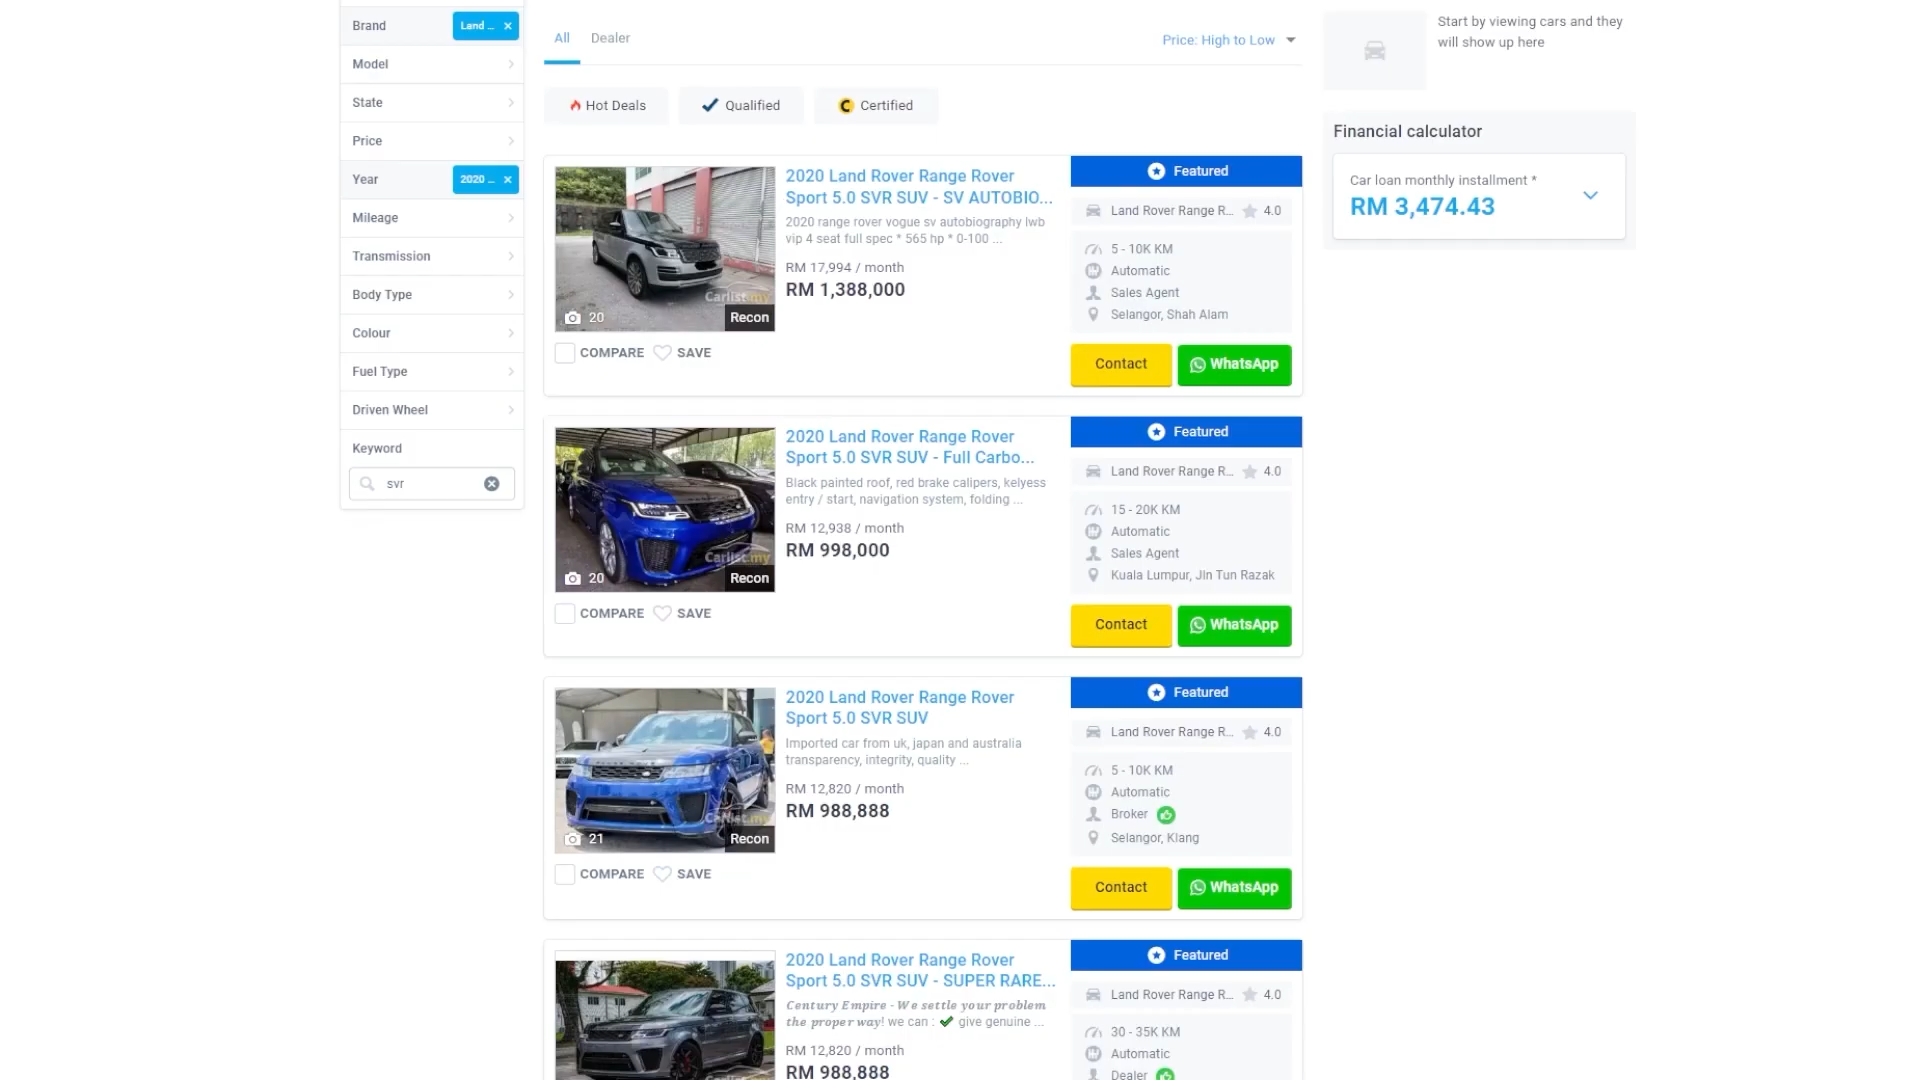 Brand
Land ...
Model
State
Price
Year
2020 ...
Mileage
Transmission
Body Type
Colour
Fuel Type
Driven Wheel
Keyword
svr
All
Dealer
Price: High to Low
Hot Deals
Qualified
Certified
2020 Land Rover Range Rover
Sport 5.0 SVR SUV - SV AUTOBIO...
2020 range rover vogue sv autobiography lwb
vip 4 seat full spec * 565 hp * 0-100 ...
RM 17,994 / month
RM 1,388,000
Carlist.my
20
Recon
COMPARE
SAVE
Featured
Land Rover Range R...
4.0
5 - 10K KM
Automatic
Sales Agent
Selangor, Shah Alam
Contact
WhatsApp
2020 Land Rover Range Rover
Sport 5.0 SVR SUV - Full Carbo...
Black painted roof, red brake calipers, kelyess
entry / start, navigation system, folding ...
RM 12,938 / month
RM 998,000
Carlist.my
20
Recon
COMPARE
SAVE
Featured
Land Rover Range R...
4.0
15 - 20K KM
Automatic
Sales Agent
Kuala Lumpur, Jln Tun Razak
Contact
WhatsApp
2020 Land Rover Range Rover
Sport 5.0 SVR SUV
Imported car from uk, japan and australia
transparency, integrity, quality ...
RM 12,820 / month
RM 988,888
Carlist.my
21
Recon
COMPARE
SAVE
Featured
Land Rover Range R...
4.0
5 - 10K KM
Automatic
Broker
Selangor, Klang
Contact
WhatsApp
2020 Land Rover Range Rover
Sport 5.0 SVR SUV - SUPER RARE...
Century Empire - We settle your problem
the proper way! we can : ✔ give genuine ...
RM 12,820 / month
RM 988,888
Featured
Land Rover Range R...
4.0
30 - 35K KM
Automatic
Dealer
Start by viewing cars and they
will show up here
Financial calculator
Car loan monthly installment *
RM 3,474.43